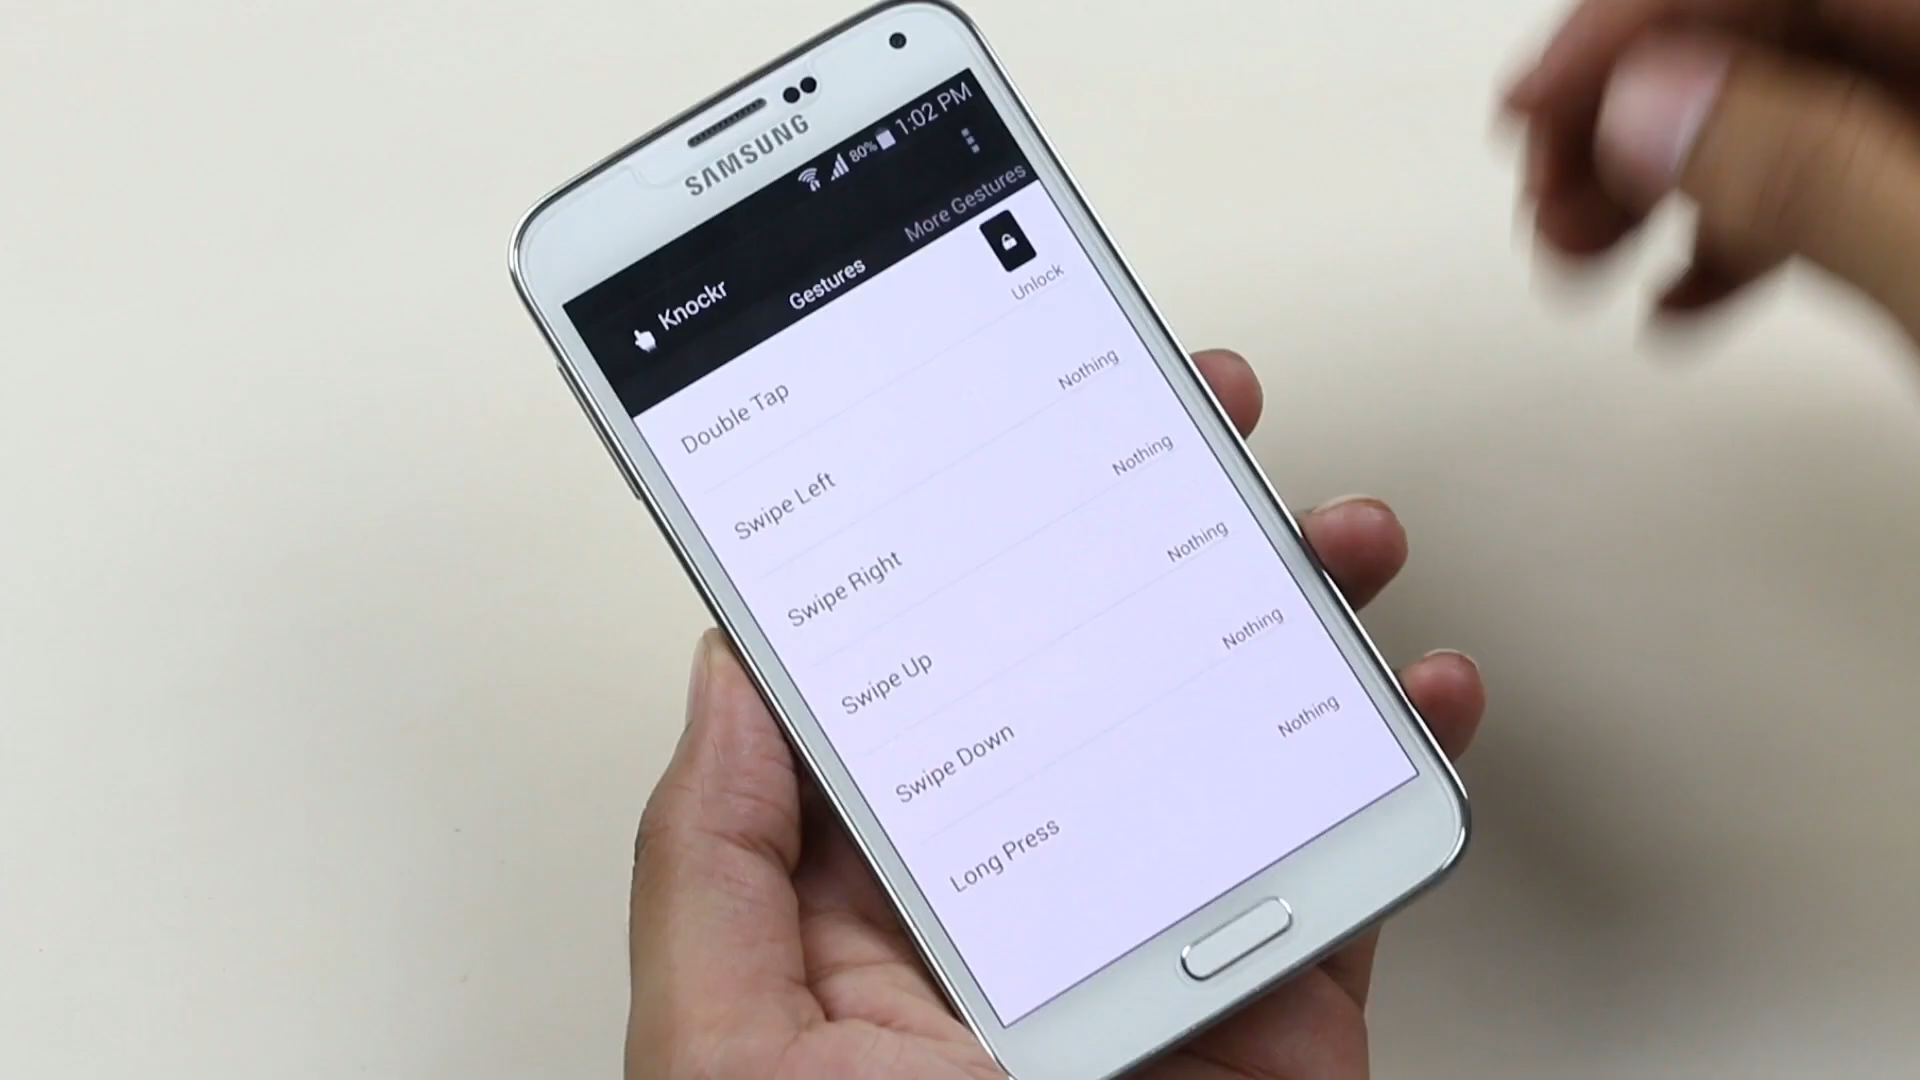 SAMSUNG
80% 1:02 PM
Knockr
Gestures
More Gestures
Double Tap
Unlock
Swipe Left
Nothing
Swipe Right
Nothing
Swipe Up
Nothing
Swipe Down
Nothing
Long Press
Nothing